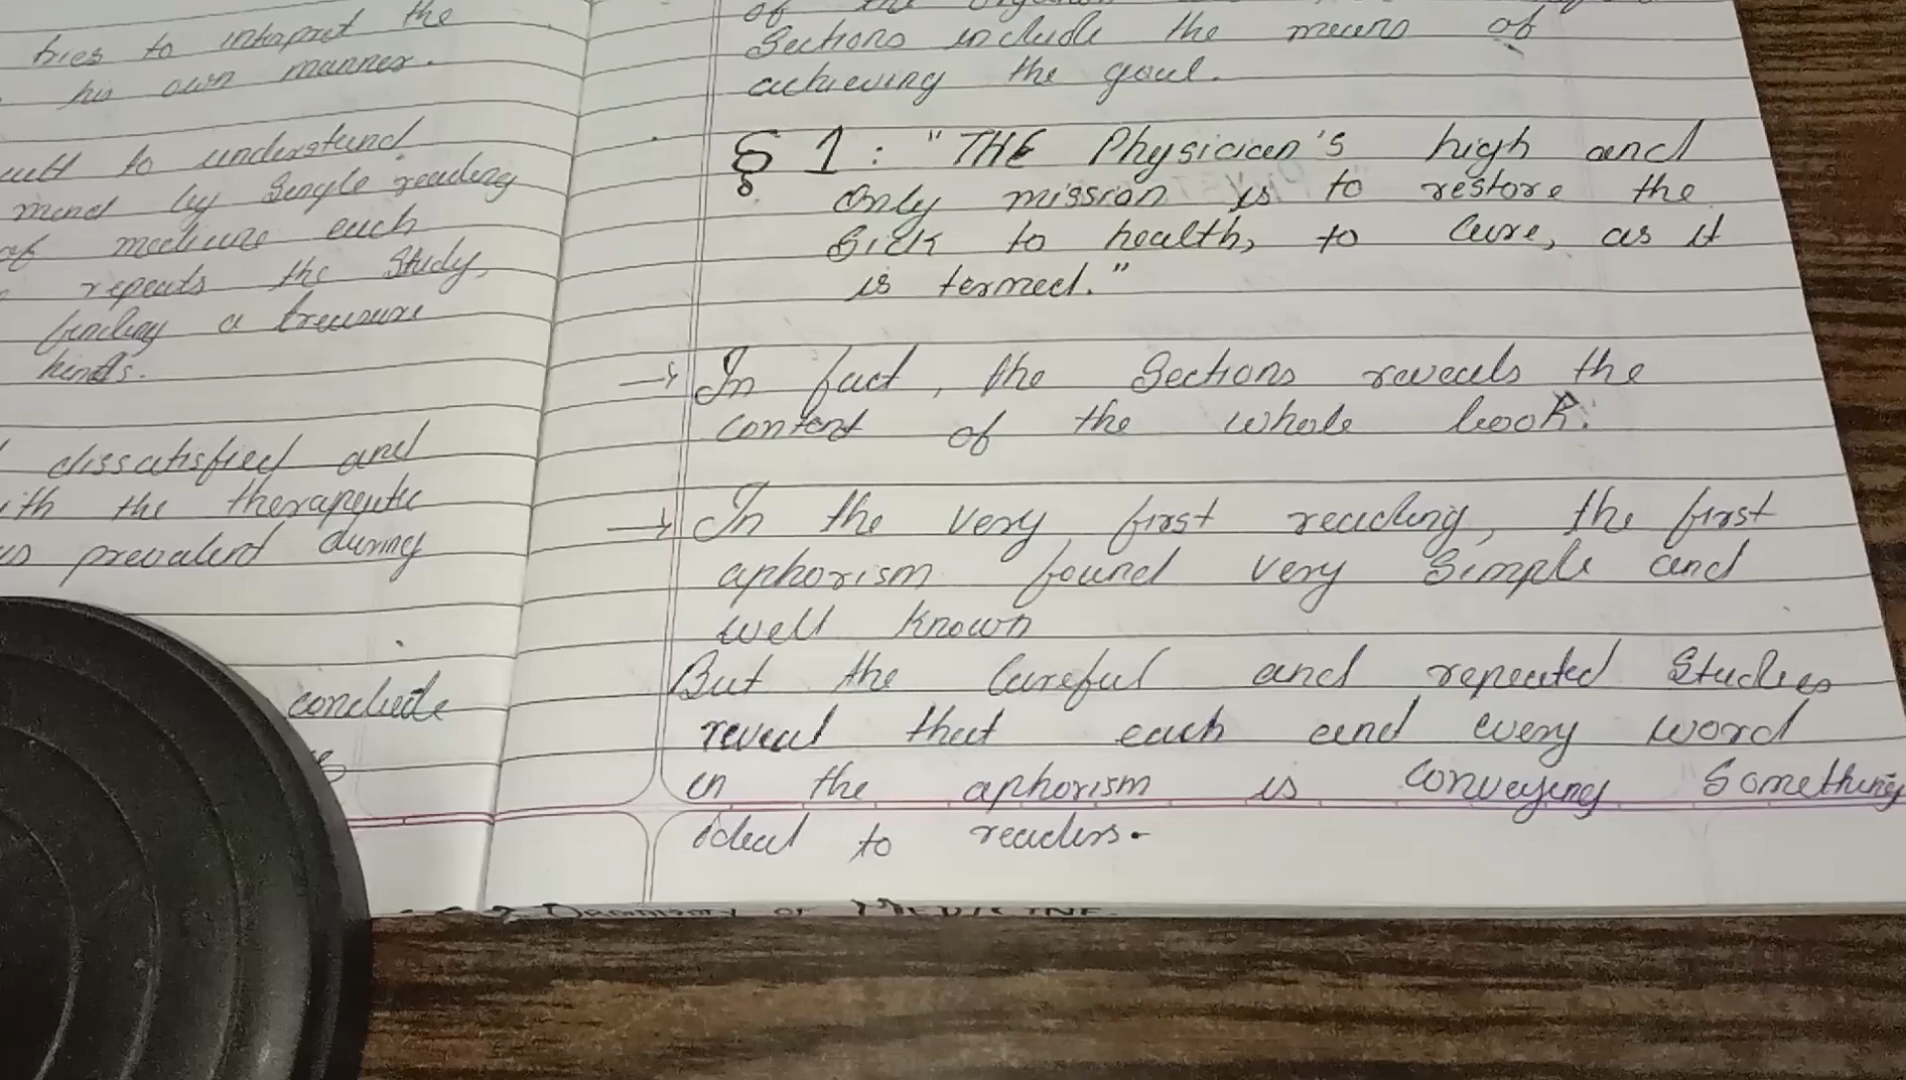 tries to interpret the
his own manner.
to understand
mind by Single reading
of medicine each
repeats the Study,
finding a treasure
kinds.
dissatisfied and
the therapeutic
prevalent during
conclude
of the
Sections include the means of
achieving the goal.
§ 1 : "THE Physician's high and
Only mission is to restore the
Sick to health, to Cure, as it
is termed."
→ In fact, the Sections reveals the
content of the whole book.
→ In the very first reading, the first
aphorism found very Simple and
well known
But the Careful and repeated Studies
reveal that each and every word
in the aphorism is Conveying Something
ideal to readers.